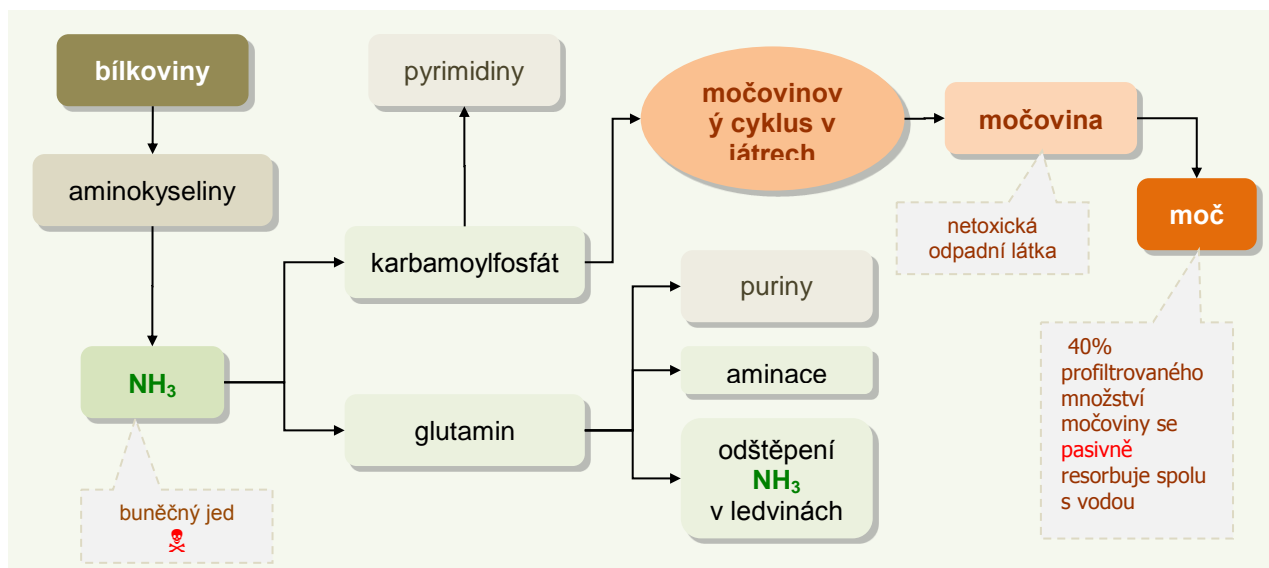 bílkoviny
aminokyseliny
NH₃
buněčný jed
☠
pyrimidiny
karbamoylfosfát
glutamin
močovinov
ý cyklus v
játrech
puriny
aminace
odštěpení
NH₃
v ledvinách
močovina
netoxická
odpadní látka
moč
40%
profiltrovaného
množství
močoviny se
pasivně
resorbuje spolu
s vodou